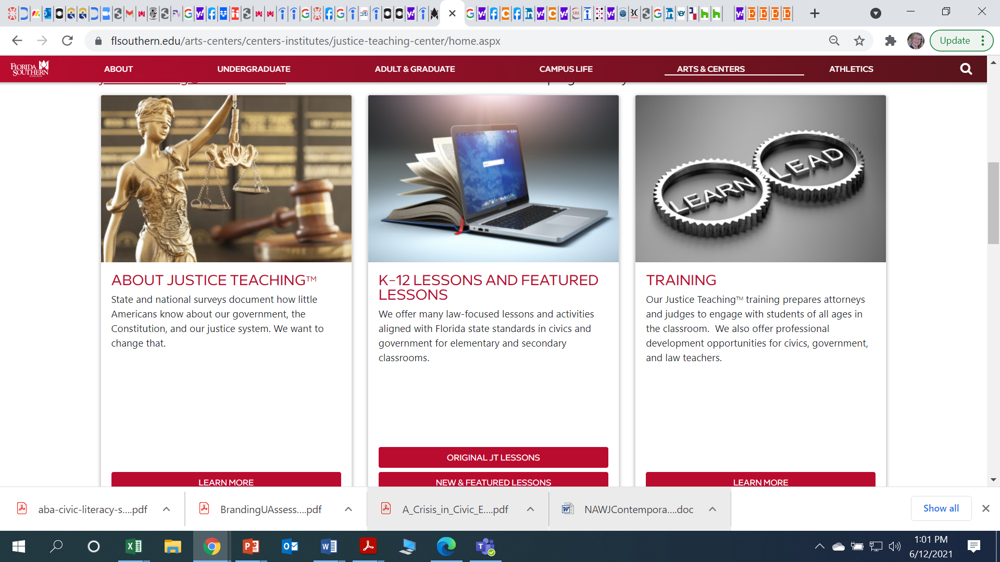 flsouthern.edu/arts-centers/centers-institutes/justice-teaching-center/home.aspx
Update
FLORIDA
SOUTHERN
COLLEGE
ABOUT
UNDERGRADUATE
ADULT & GRADUATE
CAMPUS LIFE
ARTS & CENTERS
ATHLETICS
LEARN
LEAD
ABOUT JUSTICE TEACHING™
State and national surveys document how little
Americans know about our government, the
Constitution, and our justice system. We want to
change that.
LEARN MORE
K-12 LESSONS AND FEATURED
LESSONS
We offer many law-focused lessons and activities
aligned with Florida state standards in civics and
government for elementary and secondary
classrooms.
ORIGINAL JT LESSONS
NEW & FEATURED LESSONS
TRAINING
Our Justice Teaching™ training prepares attorneys
and judges to engage with students of all ages in
the classroom. We also offer professional
development opportunities for civics, government,
and law teachers.
LEARN MORE
aba-civic-literacy-s....pdf
BrandingUAssess....pdf
A_Crisis_in_Civic_E....pdf
NAWJContempora....doc
Show all
1:01 PM
6/12/2021